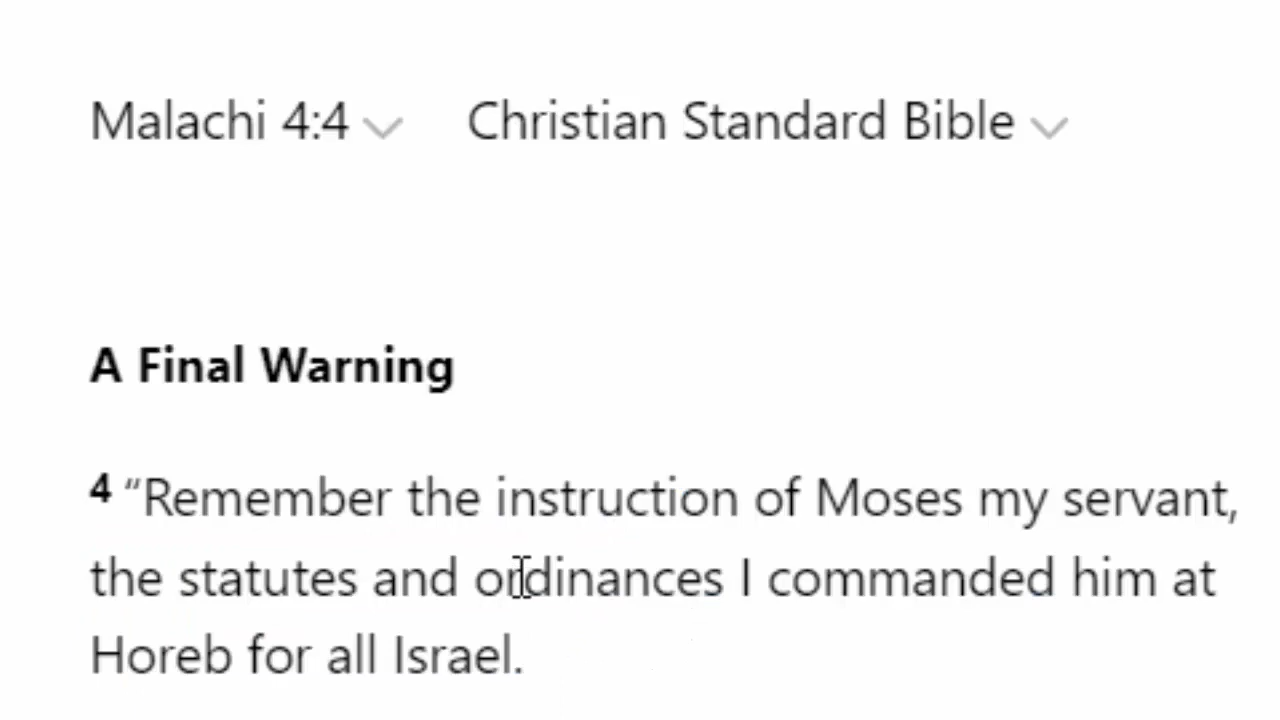 Malachi 4:4 Christian Standard Bible
A Final Warning
4 “Remember the instruction of Moses my servant,
the statutes and ordinances I commanded him at
Horeb for all Israel.